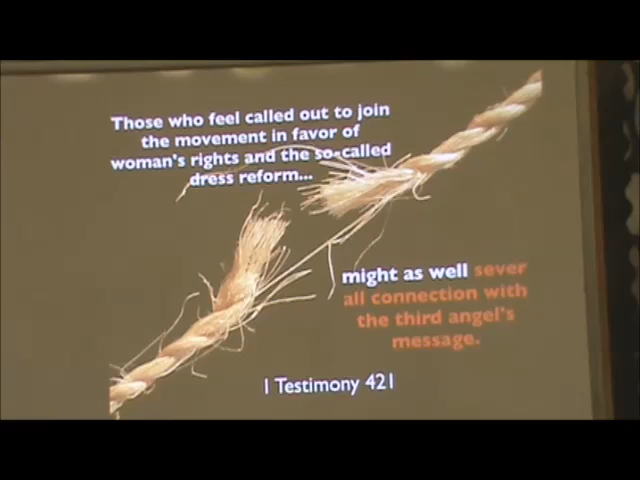 Those who feel called out to join
the movement in favor of
woman's rights and the so-called
dress reform...
might as well sever
all connection with
the third angel's
message.
1 Testimony 421